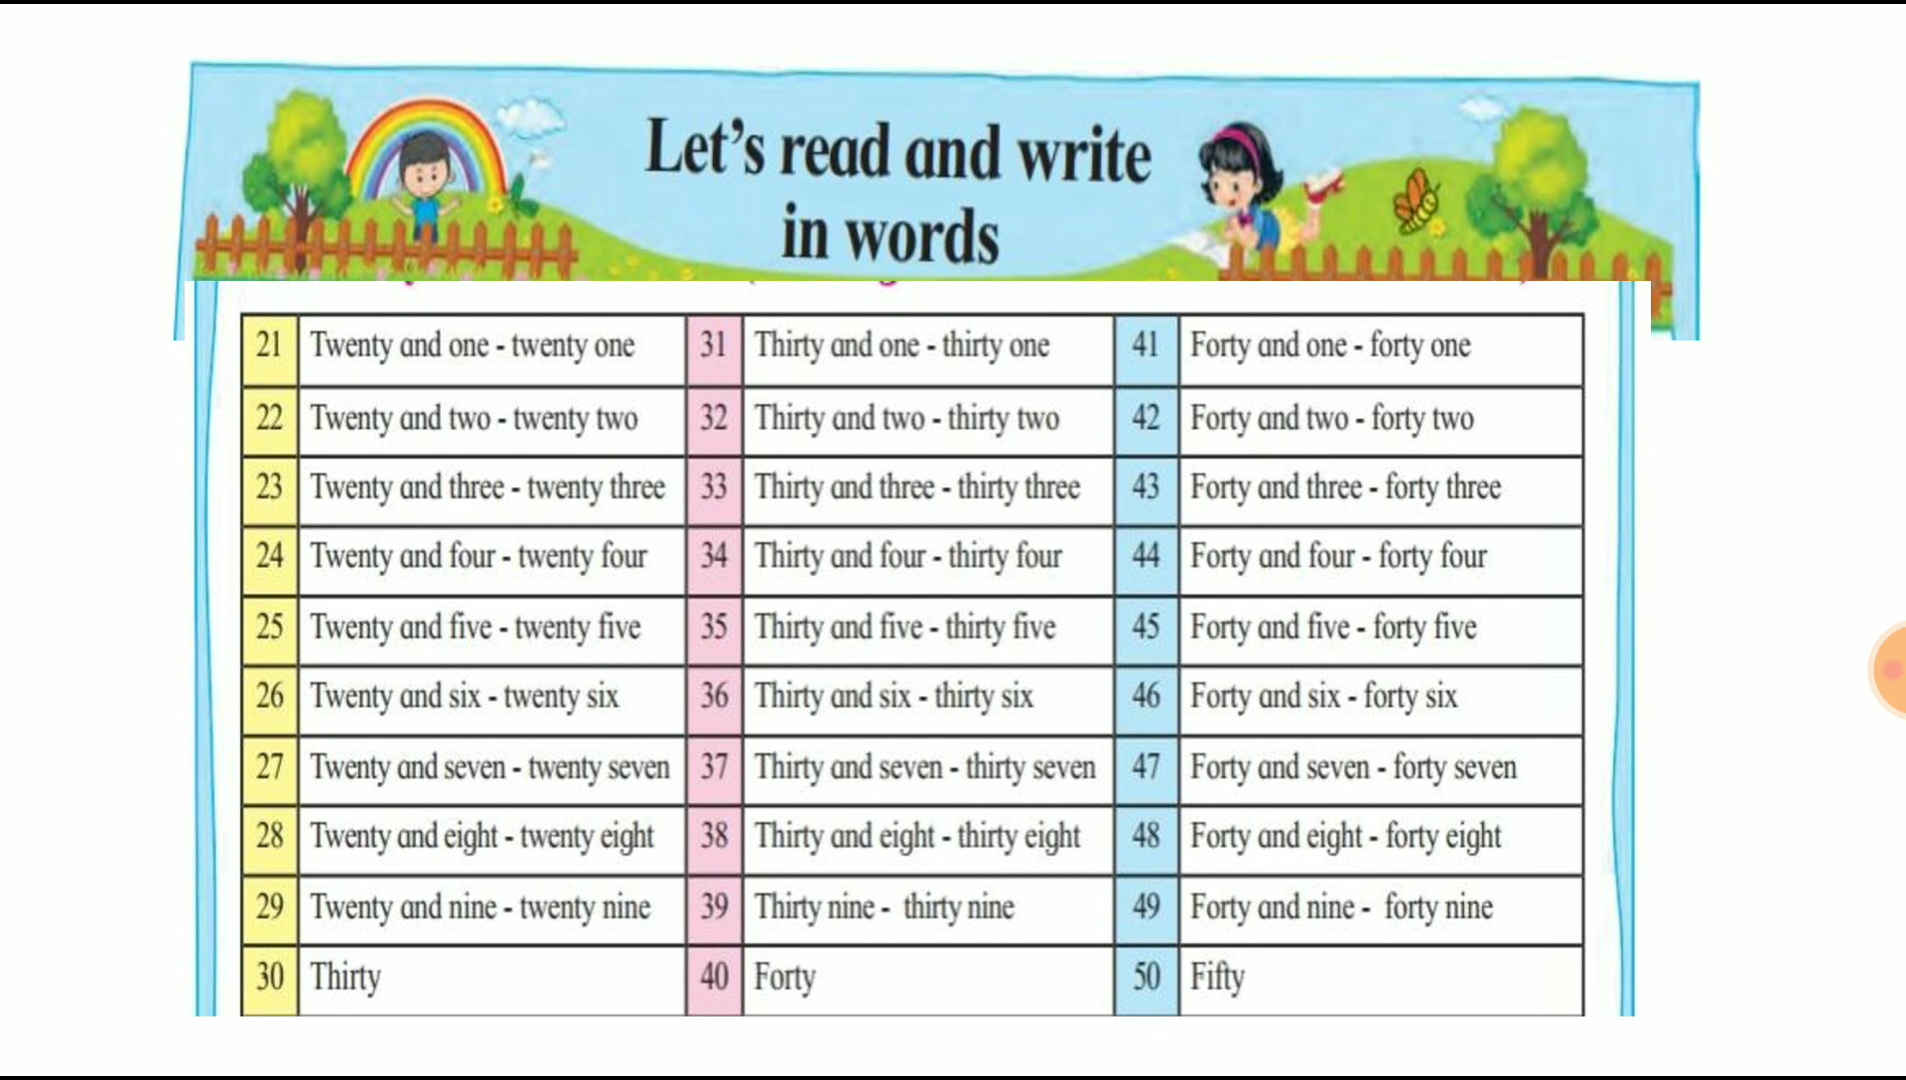 Let's read and write
in words
21 Twenty and one - twenty one 31 Thirty and one - thirty one 41 Forty and one - forty one
22 Twenty and two - twenty two 32 Thirty and two - thirty two 42 Forty and two - forty two
23 Twenty and three - twenty three 33 Thirty and three - thirty three 43 Forty and three - forty three
24 Twenty and four - twenty four 34 Thirty and four - thirty four 44 Forty and four - forty four
25 Twenty and five - twenty five 35 Thirty and five - thirty five 45 Forty and five - forty five
26 Twenty and six - twenty six 36 Thirty and six - thirty six 46 Forty and six - forty six
27 Twenty and seven - twenty seven 37 Thirty and seven - thirty seven 47 Forty and seven - forty seven
28 Twenty and eight - twenty eight 38 Thirty and eight - thirty eight 48 Forty and eight - forty eight
29 Twenty and nine - twenty nine 39 Thirty nine - thirty nine 49 Forty and nine - forty nine
30 Thirty 40 Forty 50 Fifty